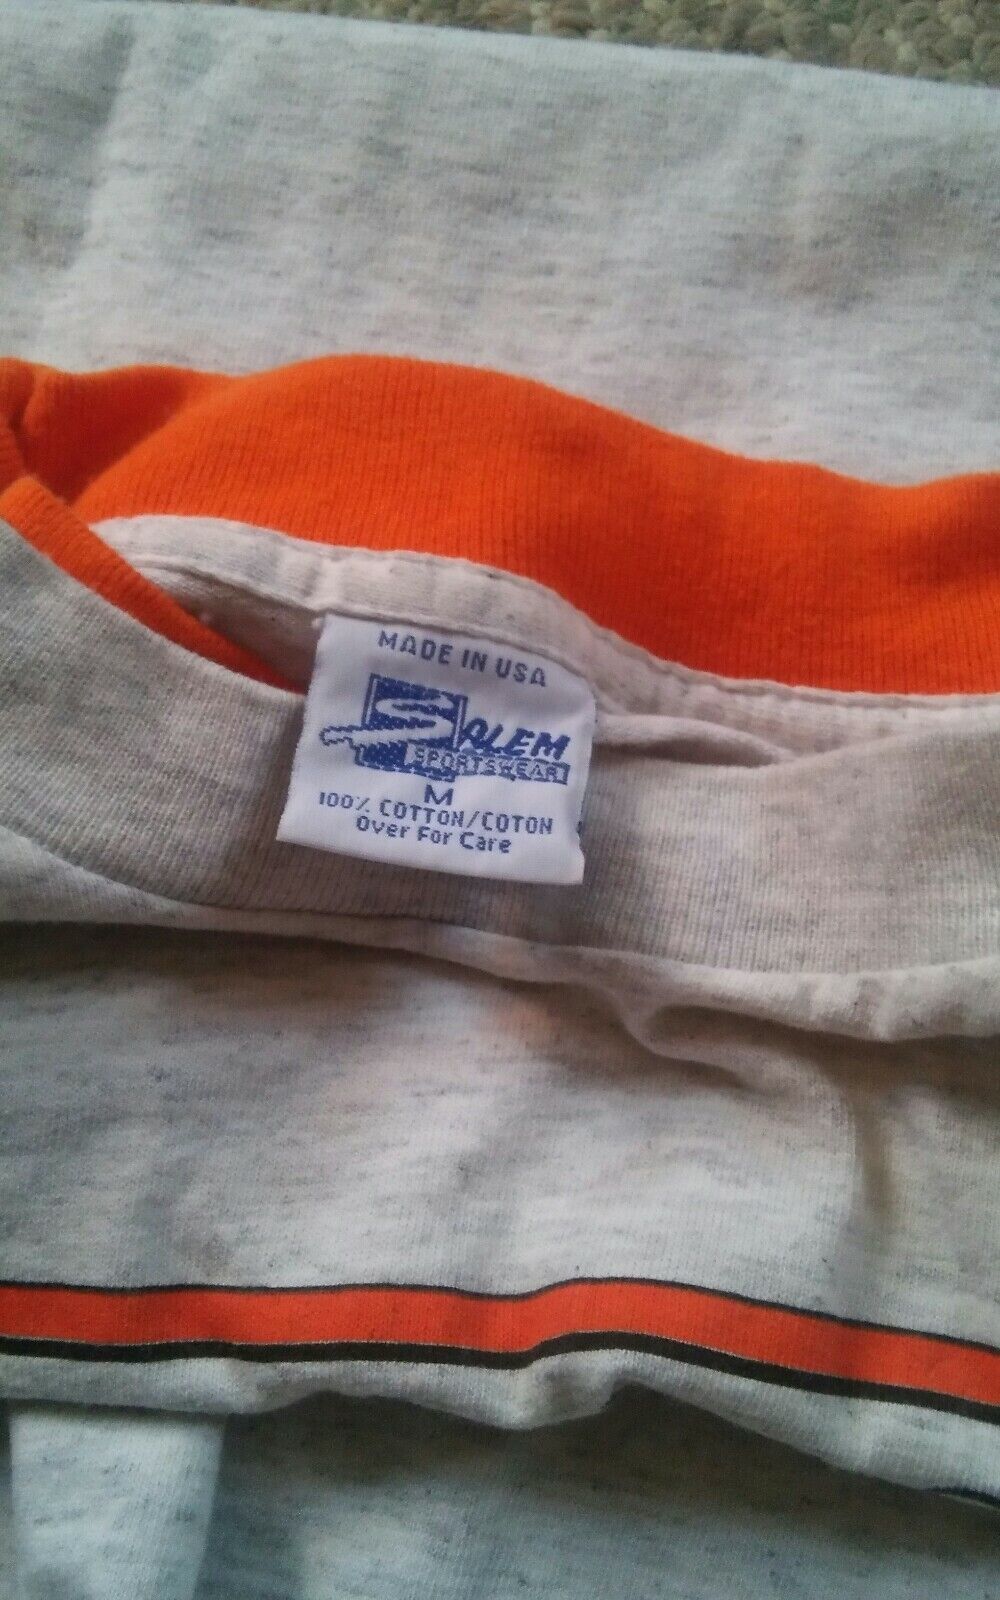 MADE IN USA
SALEM
SPORTSWEAR
M
100% COTTON/COTON
Over For Care